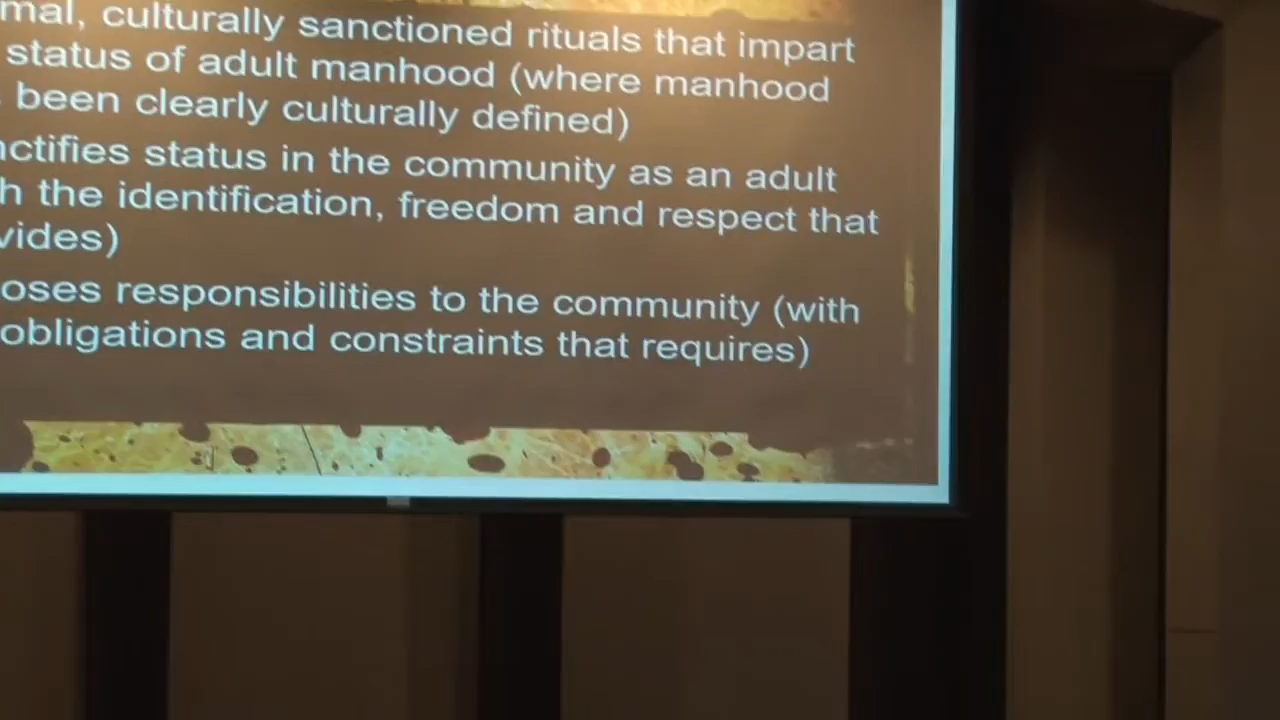 mal, culturally sanctioned rituals that impart
status of adult manhood (where manhood
been clearly culturally defined)
nctifies status in the community as an adult
h the identification, freedom and respect that
vides)
oses responsibilities to the community (with
obligations and constraints that requires)